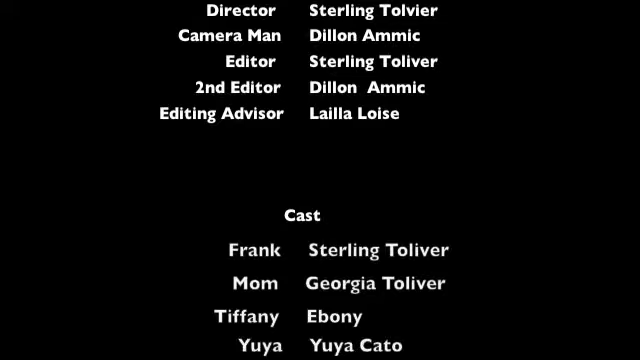 Director Sterling Tolvier
Camera Man Dillon Ammic
Editor Sterling Toliver
2nd Editor Dillon Ammic
Editing Advisor Lailla Loise
Cast
Frank Sterling Toliver
Mom Georgia Toliver
Tiffany Ebony
Yuya Yuya Cato